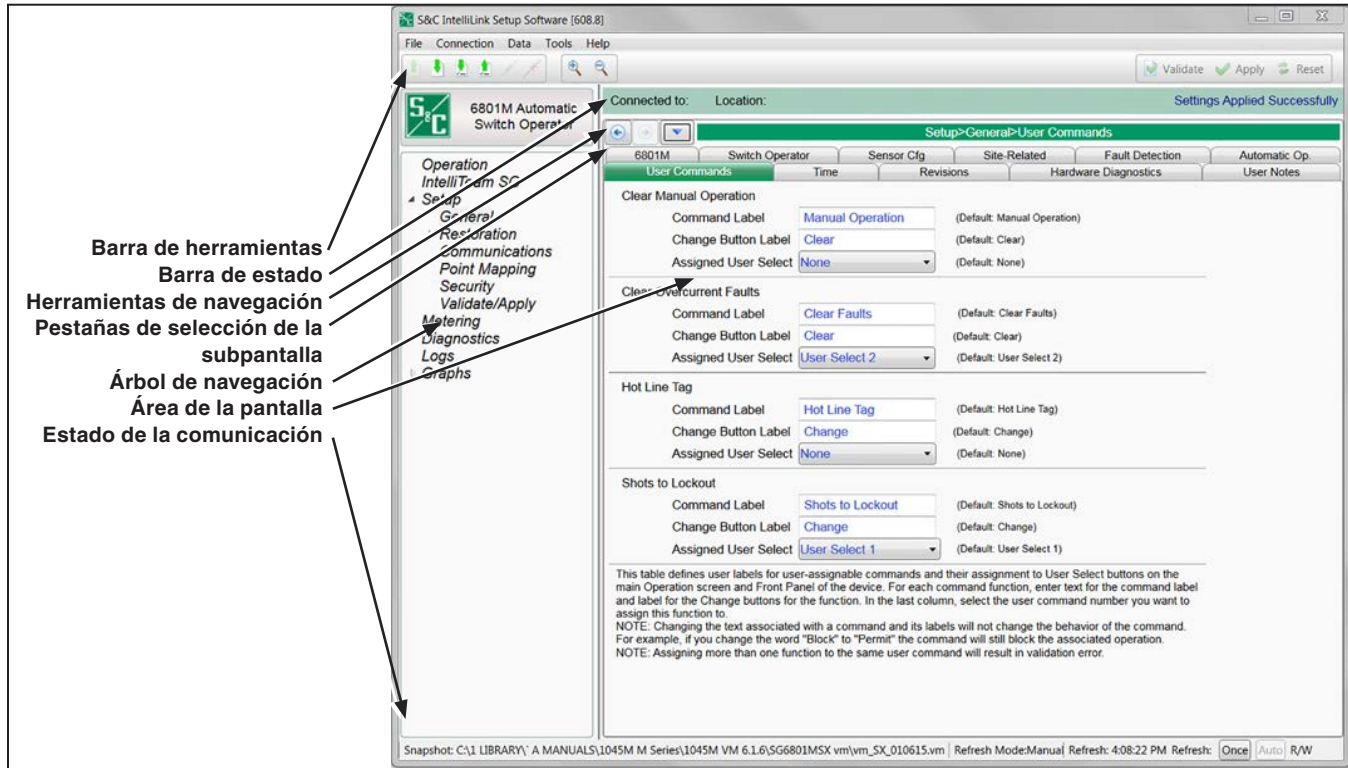 S&C IntelliLink Setup Software [608.8]
File Connection Data Tools Help
Validate Apply Reset
S&C
6801M Automatic
Switch Operator
Connected to: Location: Settings Applied Successfully
Setup>General>User Commands
6801M Switch Operator Sensor Cfg Site-Related Fault Detection Automatic Op.
User Commands Time Revisions Hardware Diagnostics User Notes
Operation
IntelliTeam SG
Setup
General
Restoration
Communications
Point Mapping
Security
Validate/Apply
Metering
Diagnostics
Logs
Graphs
Barra de herramientas
Barra de estado
Herramientas de navegación
Pestañas de selección de la
subpantalla
Árbol de navegación
Área de la pantalla
Estado de la comunicación
Clear Manual Operation
Command Label Manual Operation (Default: Manual Operation)
Change Button Label Clear (Default: Clear)
Assigned User Select None (Default: None)
Clear Overcurrent Faults
Command Label Clear Faults (Default: Clear Faults)
Change Button Label Clear (Default: Clear)
Assigned User Select User Select 2 (Default: User Select 2)
Hot Line Tag
Command Label Hot Line Tag (Default: Hot Line Tag)
Change Button Label Change (Default: Change)
Assigned User Select None (Default: None)
Shots to Lockout
Command Label Shots to Lockout (Default: Shots to Lockout)
Change Button Label Change (Default: Change)
Assigned User Select User Select 1 (Default: User Select 1)
This table defines user labels for user-assignable commands and their assignment to User Select buttons on the
main Operation screen and Front Panel of the device. For each command function, enter text for the command label
and label for the Change buttons for the function. In the last column, select the user command number you want to
assign this function to.
NOTE: Changing the text associated with a command and its labels will not change the behavior of the command.
For example, if you change the word "Block" to "Permit" the command will still block the associated operation.
NOTE: Assigning more than one function to the same user command will result in validation error.
Snapshot: C:\1 LIBRARY\` A MANUALS\1045M M Series\1045M VM 6.1.6\SG6801MSX vm\vm_SX_010615.vm Refresh Mode:Manual Refresh: 4:08:22 PM Refresh: Once Auto R/W